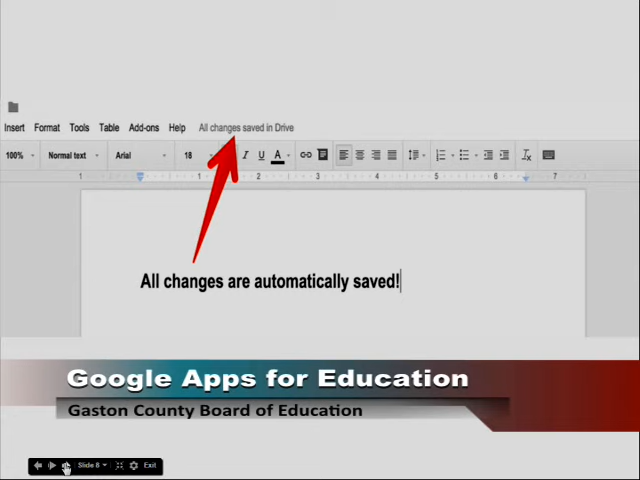 Insert Format Tools Table Add-ons Help All changes saved in Drive
100% Normal text Arial 18 I U A
1 1 2 3 4 5 6 7
All changes are automatically saved!
Google Apps for Education
Gaston County Board of Education
Slide 8 Exit